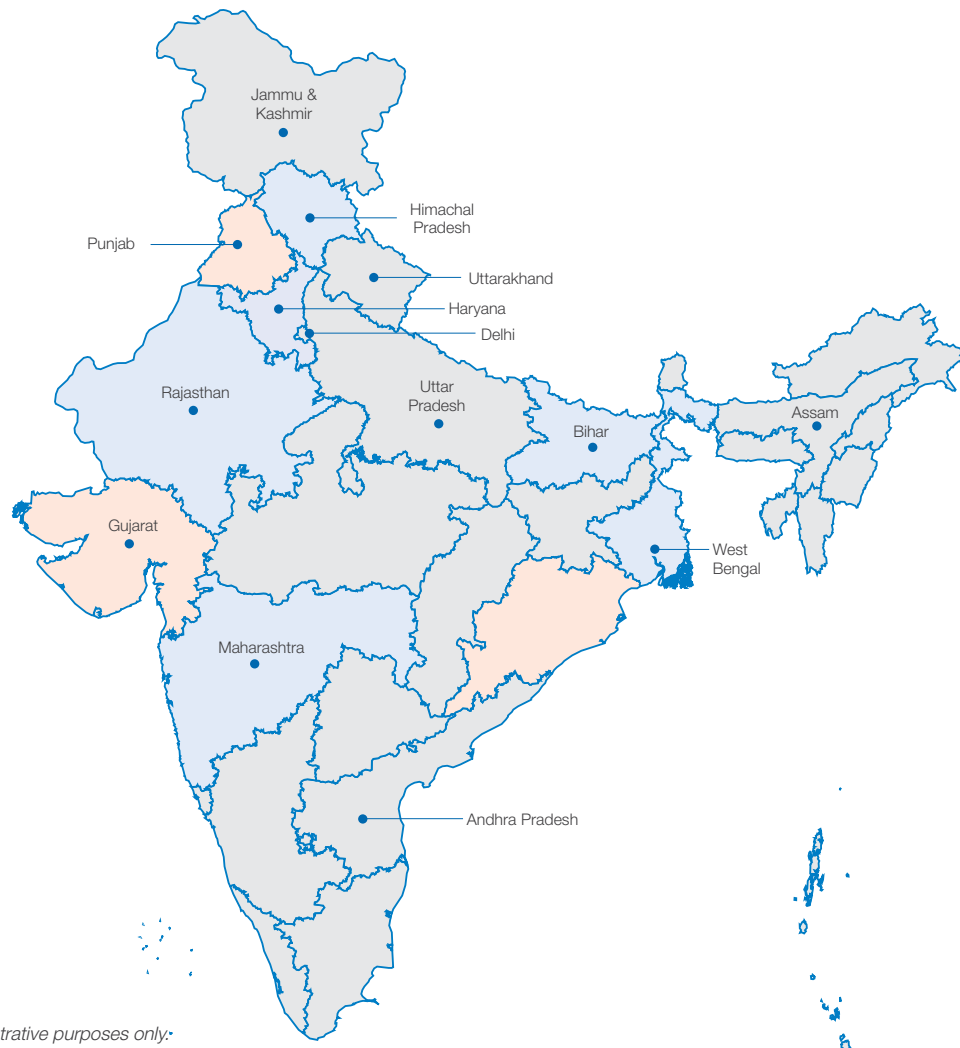 Jammu &
Kashmir
Himachal
Pradesh
Punjab
Uttarakhand
Haryana
Delhi
Rajasthan
Uttar
Pradesh
Assam
Bihar
Gujarat
West
Bengal
Maharashtra
Andhra Pradesh
trative purposes only.